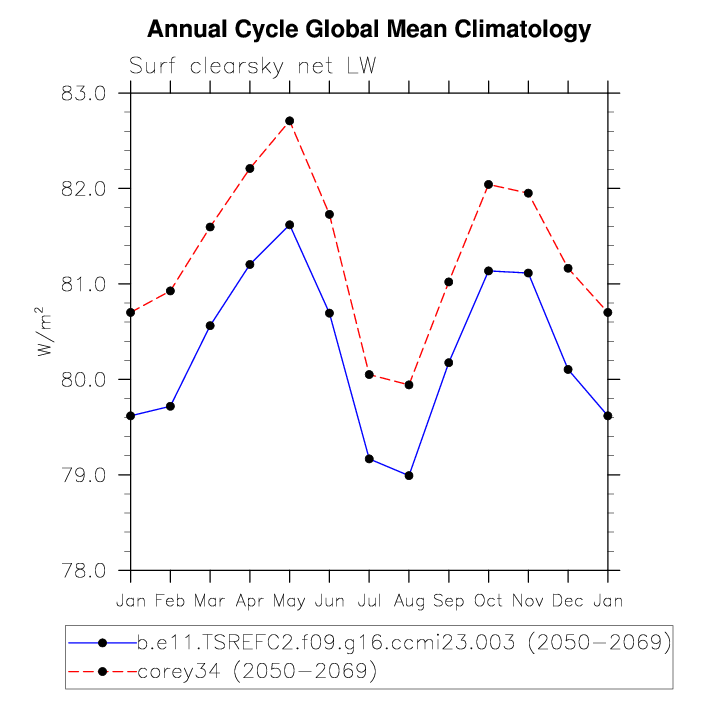 Annual Cycle Global Mean Climatology
Surf clearsky net LW
83.0
82.0
81.0
80.0
79.0
78.0
W/m²
Jan Feb Mar Apr May Jun Jul Aug Sep Oct Nov Dec Jan
b.e11.TSREFC2.f09.g16.ccmi23.003 (2050−2069)
corey34 (2050−2069)